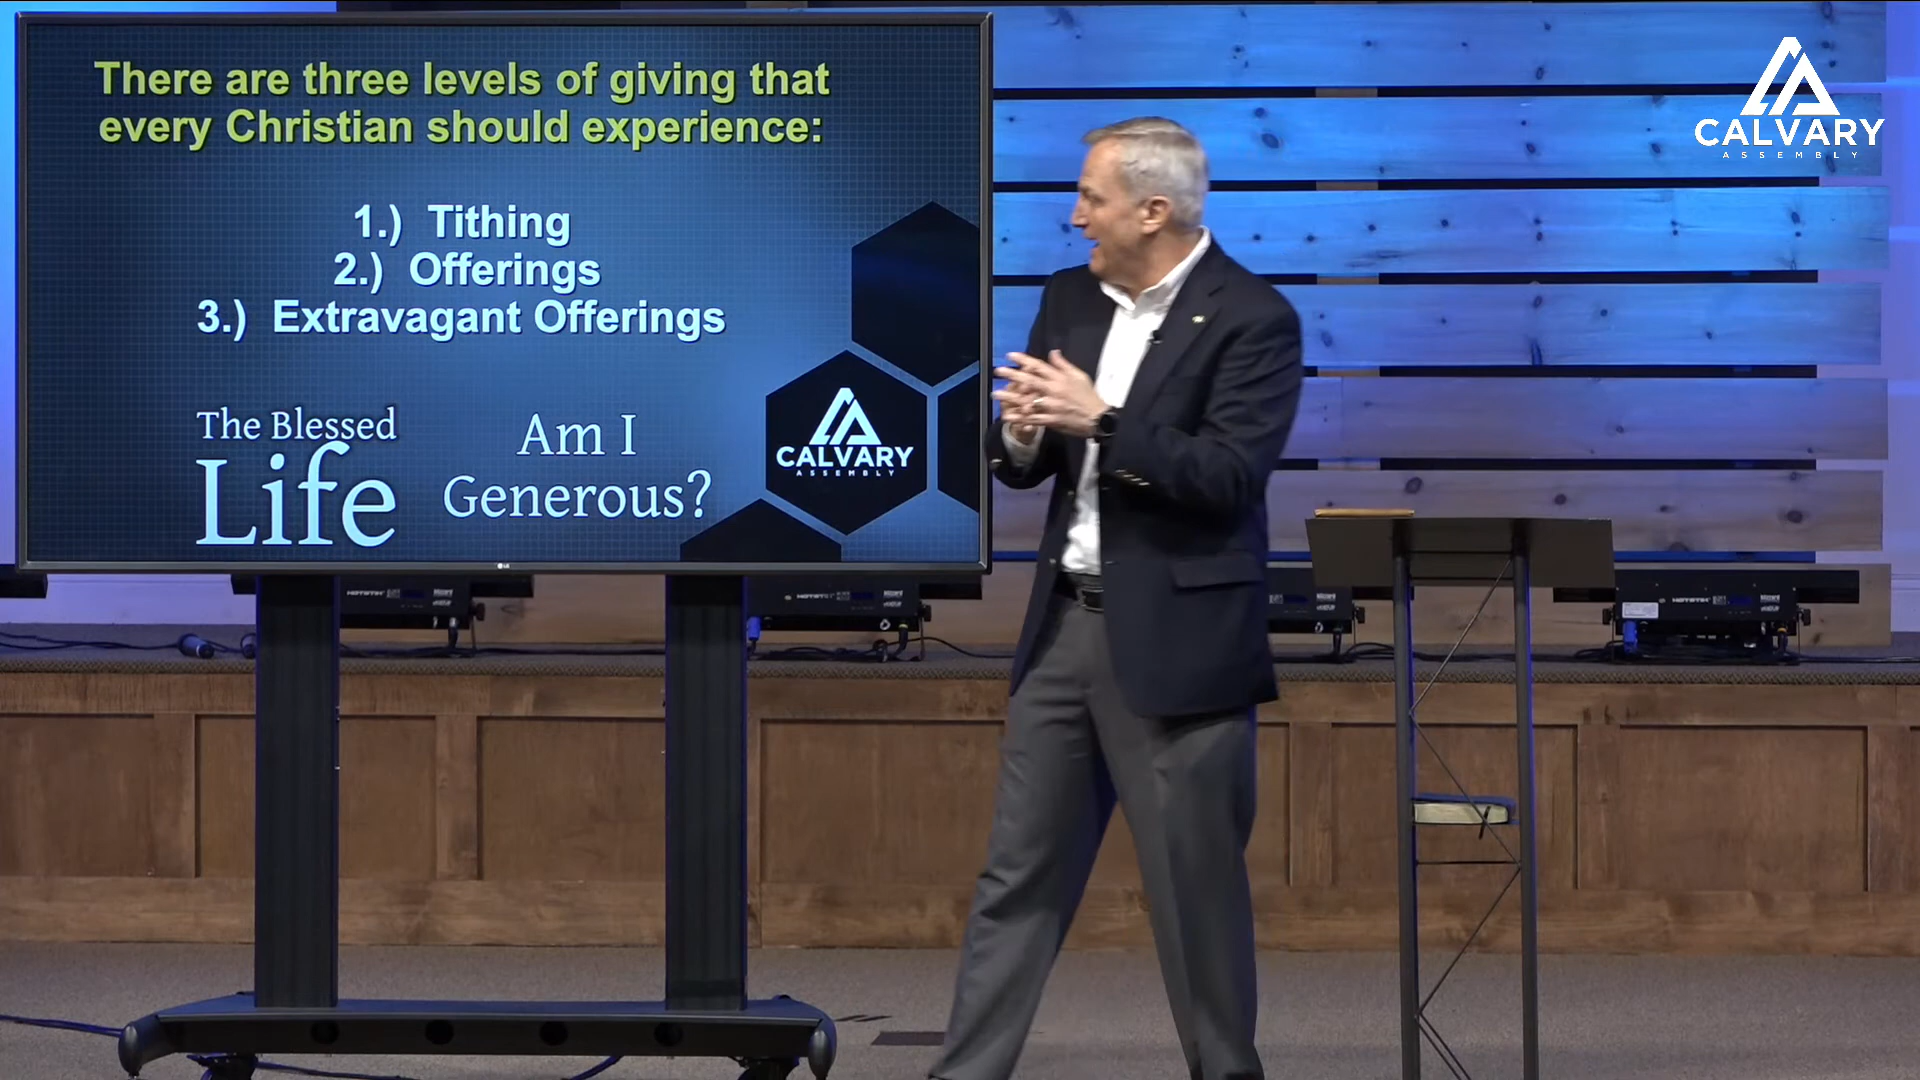 There are three levels of giving that
every Christian should experience:
1.) Tithing
2.) Offerings
3.) Extravagant Offerings
The Blessed
Life
Am I
Generous?
CALVARY
ASSEMBLY
LG
CALVARY
ASSEMBLY